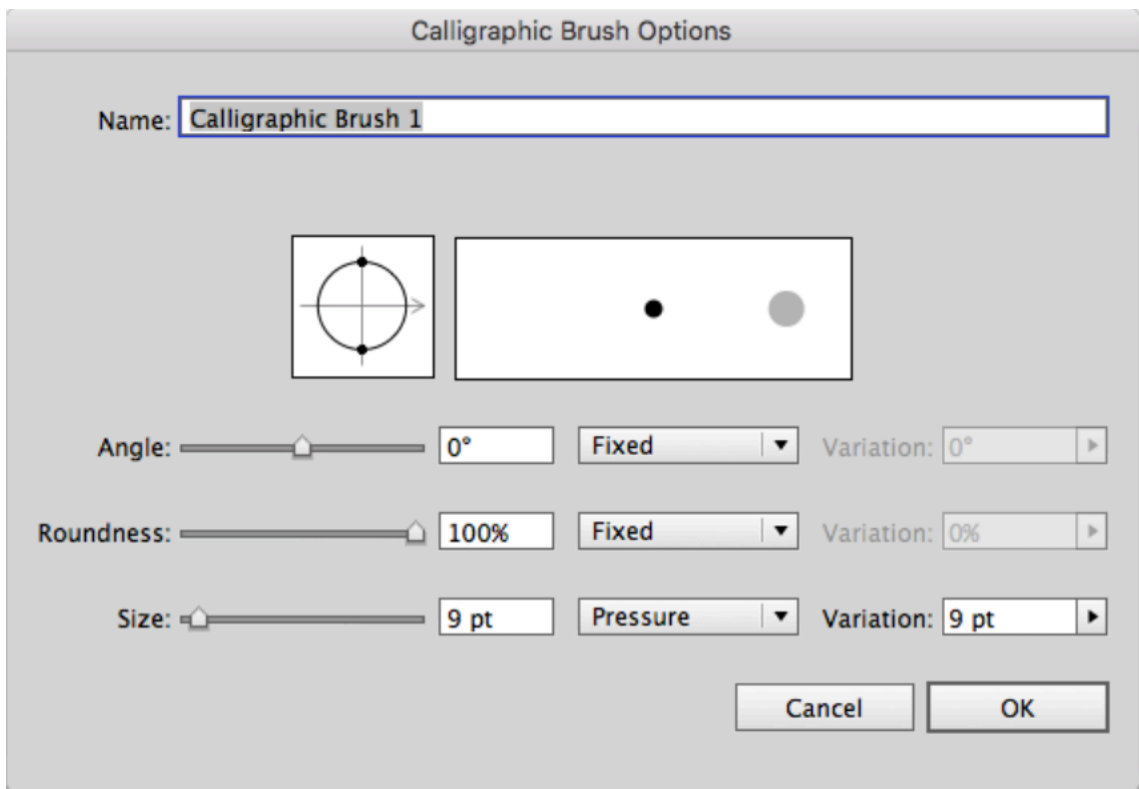 Calligraphic Brush Options
Name: Calligraphic Brush 1
Angle: 0° Fixed Variation: 0°
Roundness: 100% Fixed Variation: 0%
Size: 9 pt Pressure Variation: 9 pt
Cancel OK